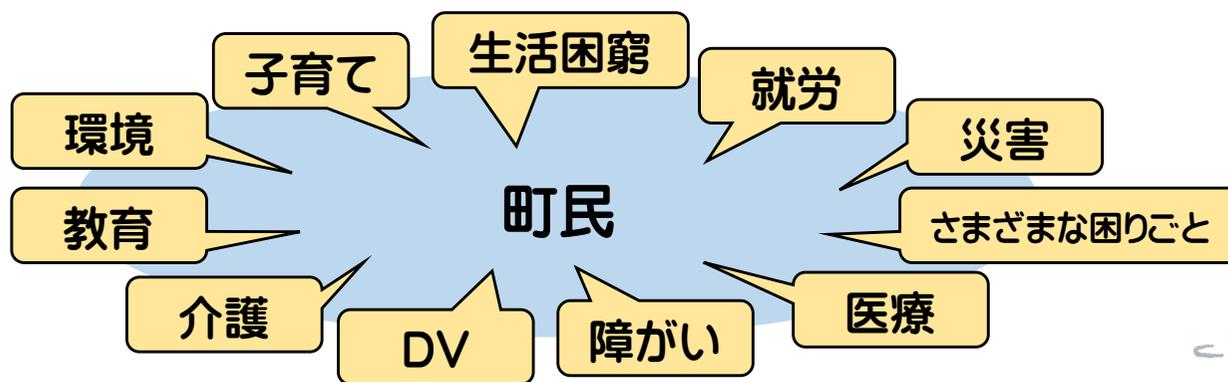 生活困窮
子育て
就労
環境
災害
教育
町民
さまざまな困りごと
介護
医療
DV
障がい